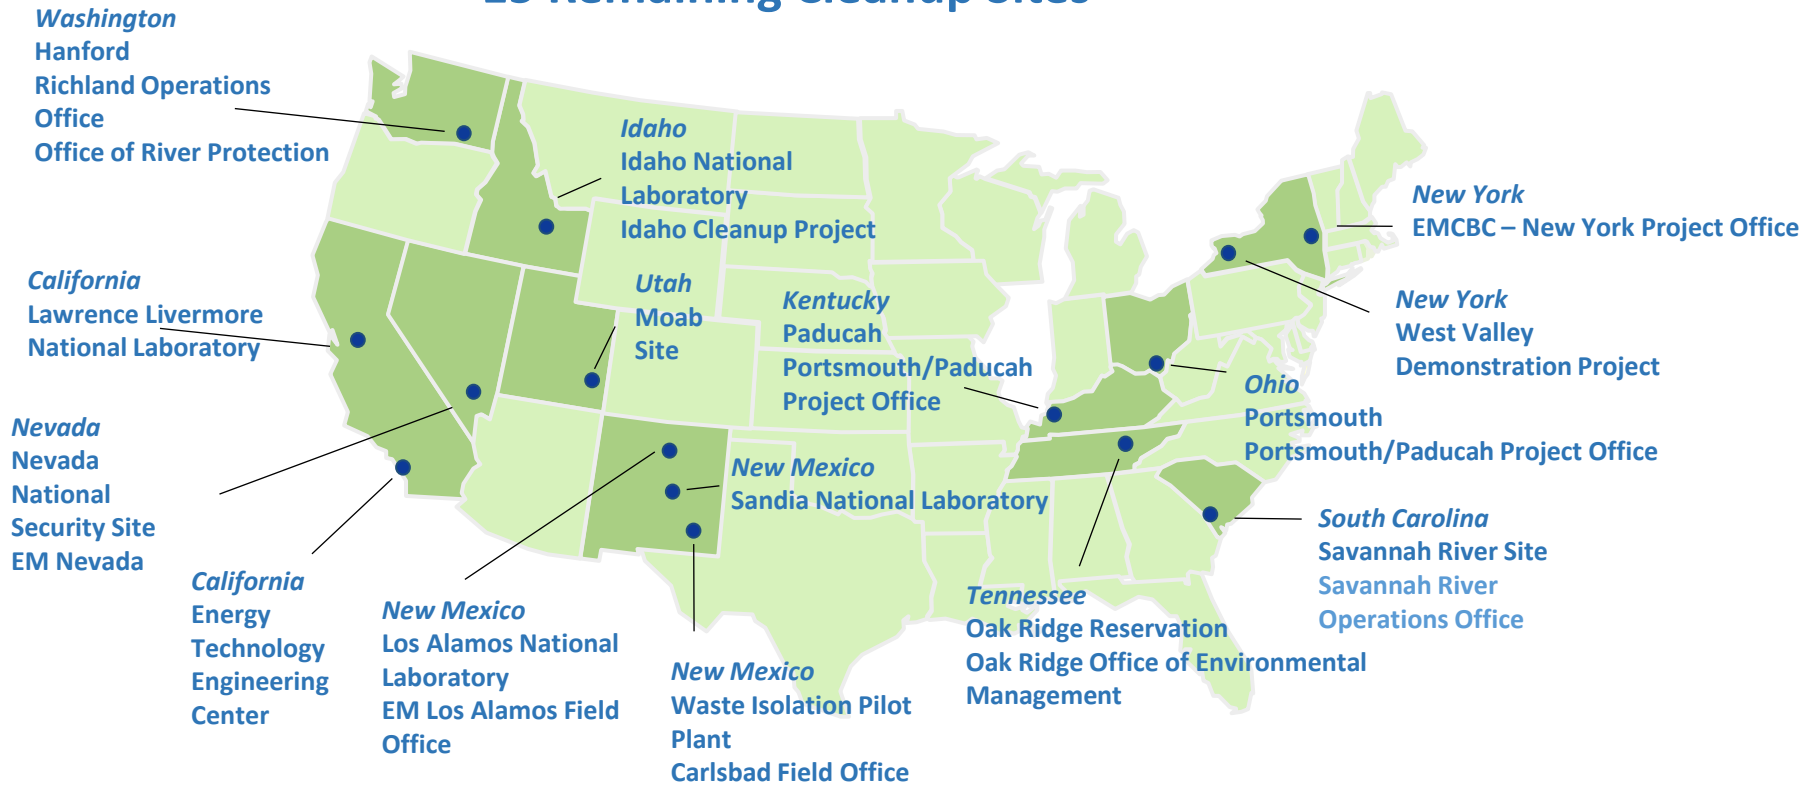 15 Remaining Cleanup Sites
Washington
Hanford
Richland Operations
Office
Office of River Protection
Idaho
Idaho National
Laboratory
Idaho Cleanup Project
New York
EMCBC – New York Project Office
California
Lawrence Livermore
National Laboratory
Utah
Moab
Site
Kentucky
Paducah
Portsmouth/Paducah
Project Office
New York
West Valley
Demonstration Project
Ohio
Portsmouth
Portsmouth/Paducah Project Office
Nevada
Nevada
National
Security Site
EM Nevada
New Mexico
Sandia National Laboratory
South Carolina
Savannah River Site
Savannah River
Operations Office
California
Energy
Technology
Engineering
Center
New Mexico
Los Alamos National
Laboratory
EM Los Alamos Field
Office
New Mexico
Waste Isolation Pilot
Plant
Carlsbad Field Office
Tennessee
Oak Ridge Reservation
Oak Ridge Office of Environmental
Management